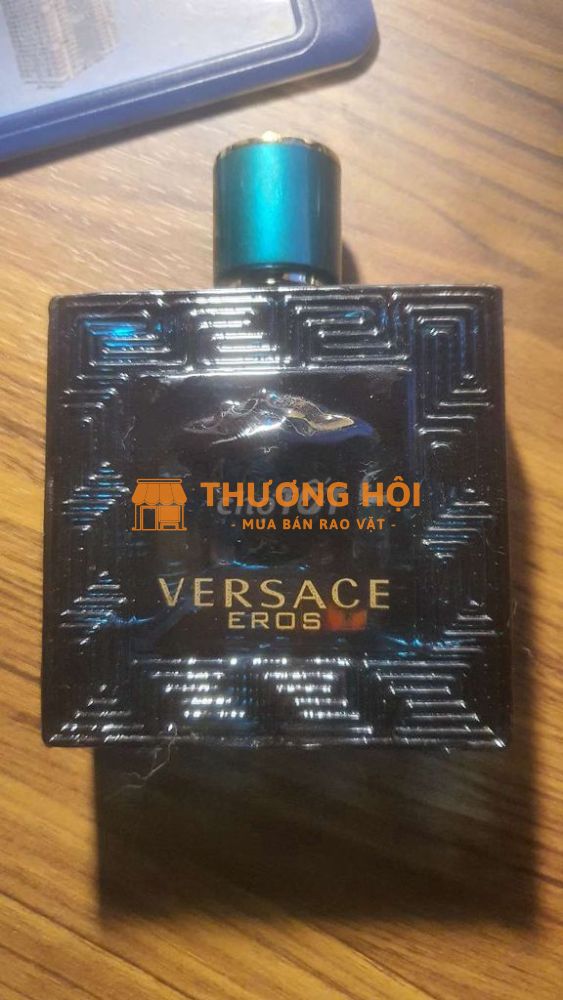 THƯƠNG HỘI
- MUA BÁN RAO VẶT -
VERSACE
EROS